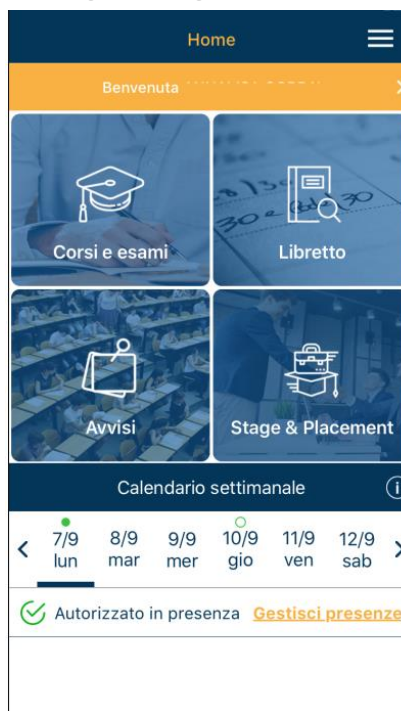 Home
Benvenuta
Corsi e esami
Libretto
Avvisi
Stage & Placement
Calendario settimanale
7/9 8/9 9/9 10/9 11/9 12/9
lun mar mer gio ven sab
Autorizzato in presenza Gestisci presenze